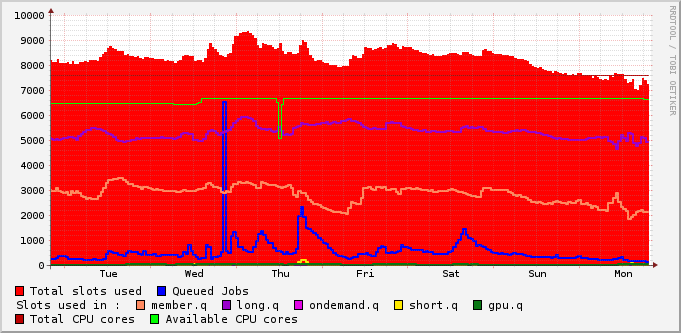 10000
9000
8000
7000
6000
5000
4000
3000
2000
1000
0
Tue Wed Thu Fri Sat Sun Mon
Total slots used Queued Jobs
Slots used in : member.q long.q ondemand.q short.q gpu.q
Total CPU cores Available CPU cores
RRDTOOL / TOBI OETIKER